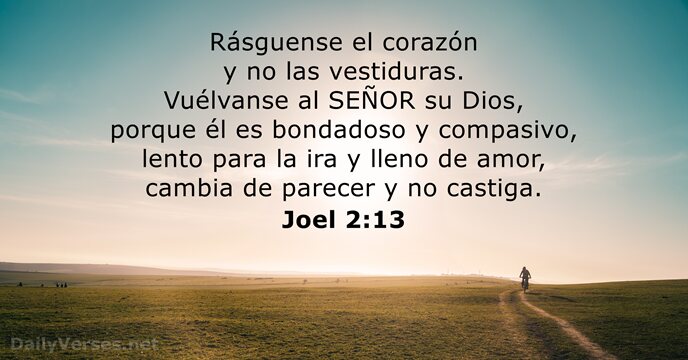 Rásguense el corazón
y no las vestiduras.
Vuélvanse al SEÑOR su Dios,
porque él es bondadoso y compasivo,
lento para la ira y lleno de amor,
cambia de parecer y no castiga.
Joel 2:13
DailyVerses.net